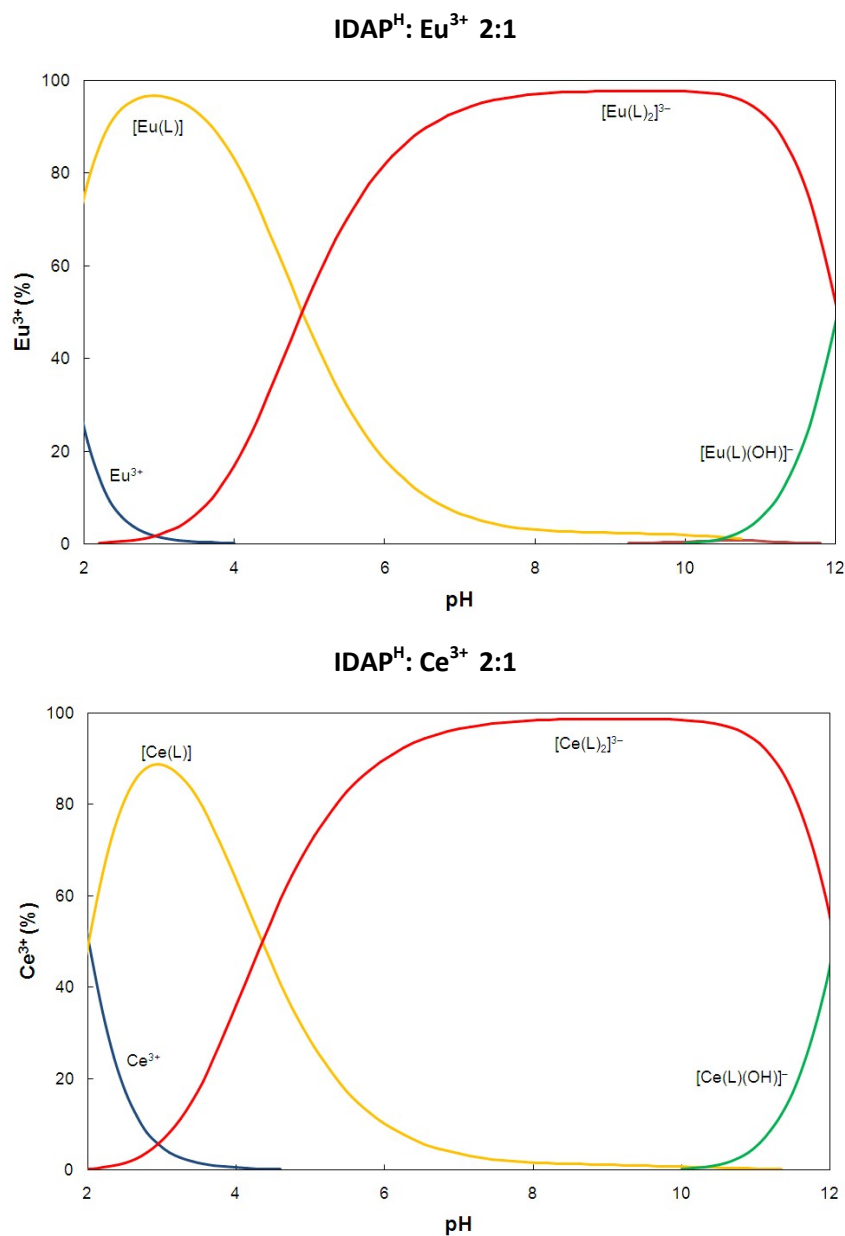 IDAPᴴ: Eu³⁺ 2:1
100
[Eu(L)]
[Eu(L)₂]³⁻
80
60
Eu³⁺ (%)
40
20
[Eu(L)(OH)]⁻
Eu³⁺
0
2 4 6 8 10 12
pH
IDAPᴴ: Ce³⁺ 2:1
100
[Ce(L)]
[Ce(L)₂]³⁻
80
60
Ce³⁺ (%)
40
Ce³⁺
20
[Ce(L)(OH)]⁻
0
2 4 6 8 10 12
pH